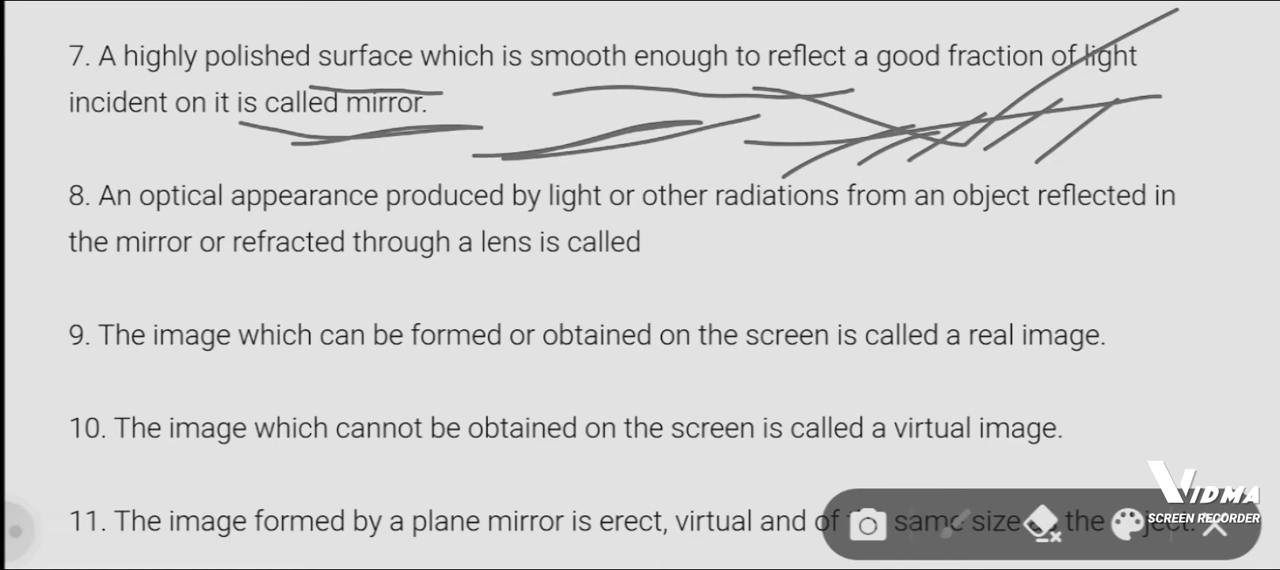 7. A highly polished surface which is smooth enough to reflect a good fraction of light
incident on it is called mirror.
8. An optical appearance produced by light or other radiations from an object reflected in
the mirror or refracted through a lens is called
9. The image which can be formed or obtained on the screen is called a real image.
10. The image which cannot be obtained on the screen is called a virtual image.
11. The image formed by a plane mirror is erect, virtual and of same size the
VIDMA
SCREEN RECORDER